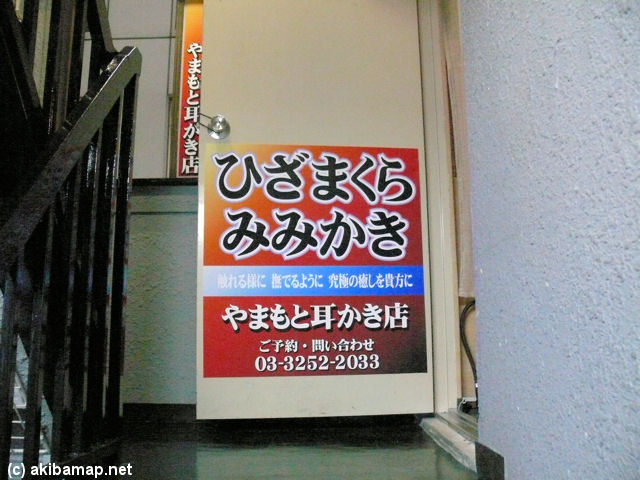 やまもと耳かき店
ひざまくら
みみかき
触れる様に 撫でるように 究極の癒しを貴方に
やまもと耳かき店
ご予約・問い合わせ
03-3252-2033
(c) akibamap.net